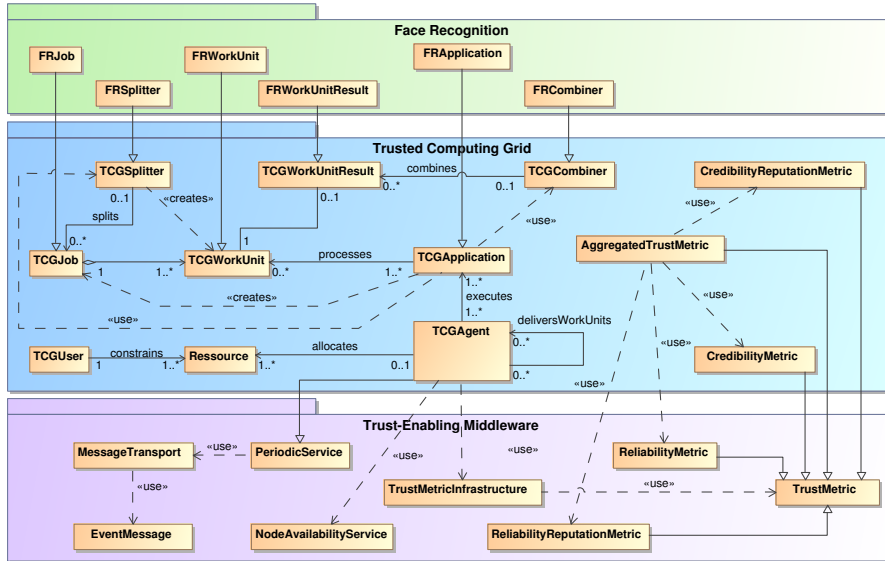 Face Recognition
FRJob
FRWorkUnit
FRApplication
FRSplitter
FRWorkUnitResult
FRCombiner
Trusted Computing Grid
TCGSplitter
TCGWorkUnitResult
combines
TCGCombiner
CredibilityReputationMetric
0..1
«creates»
0..1
0..*
0..1
«use»
splits
«use»
0..*
1
AggregatedTrustMetric
TCGJob
TCGWorkUnit
processes
TCGApplication
1
1..*
0..*
1..*
«creates»
1..*
«use»
executes
«use»
1..*
«use»
TCGAgent
deliversWorkUnits
0..*
TCGUser
constrains
Ressource
allocates
CredibilityMetric
1
1..*
1..*
0..1
0..*
«use»
Trust-Enabling Middleware
MessageTransport
«use»
PeriodicService
«use»
«use»
ReliabilityMetric
«use»
TrustMetricInfrastructure
«use»
TrustMetric
EventMessage
NodeAvailabilityService
ReliabilityReputationMetric